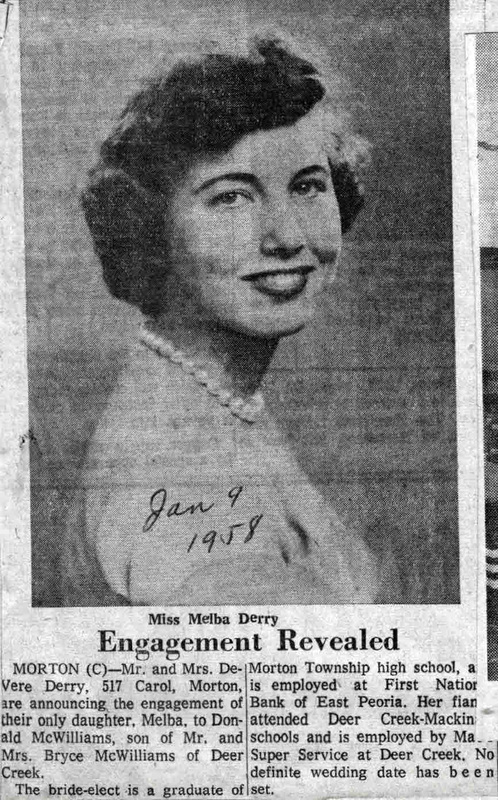 Jan 9
1958
Miss Melba Derry
Engagement Revealed
MORTON (C)—Mr. and Mrs. De-
Vere Derry, 517 Carol, Morton,
are announcing the engagement of
their only daughter, Melba, to Don-
ald McWilliams, son of Mr. and
Mrs. Bryce McWilliams of Deer
Creek.
The bride-elect is a graduate of
Morton Township high school, a
is employed at First Nation
Bank of East Peoria. Her fian
attended Deer Creek-Mackin
schools and is employed by Ma
Super Service at Deer Creek. No
definite wedding date has been
set.